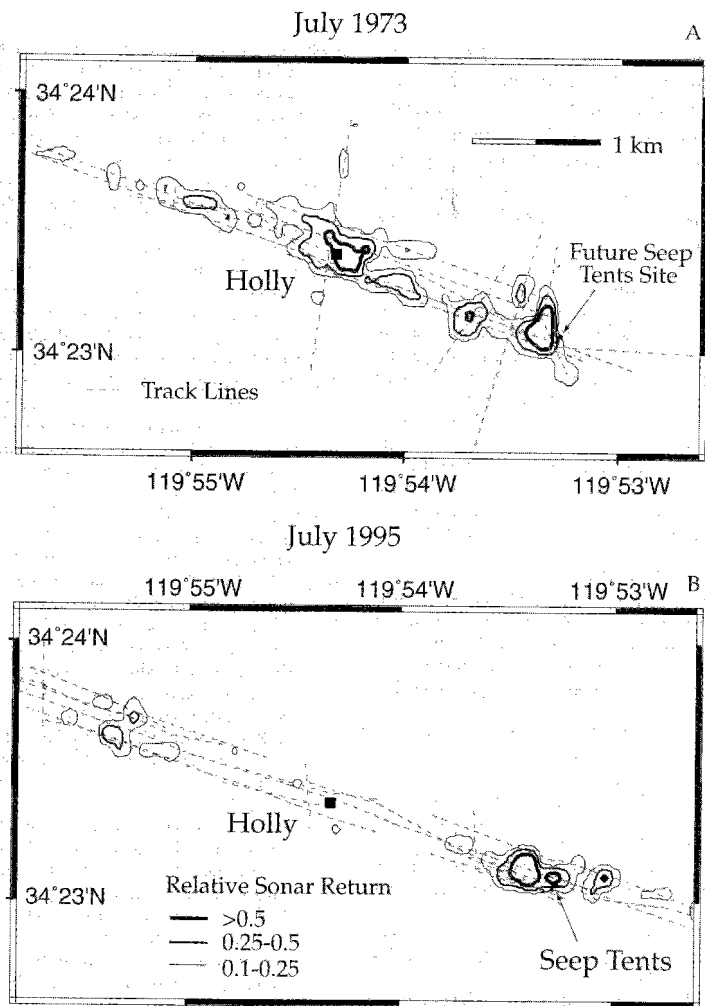 July 1973
A
34°24'N
1 km
Future Seep
Tents Site
Holly
34°23'N
Track Lines
119°55'W 119°54'W 119°53'W
July 1995
119°55'W 119°54'W 119°53'W
B
34°24'N
Holly
34°23'N
Relative Sonar Return
>0.5
0.25-0.5
0.1-0.25
Seep Tents